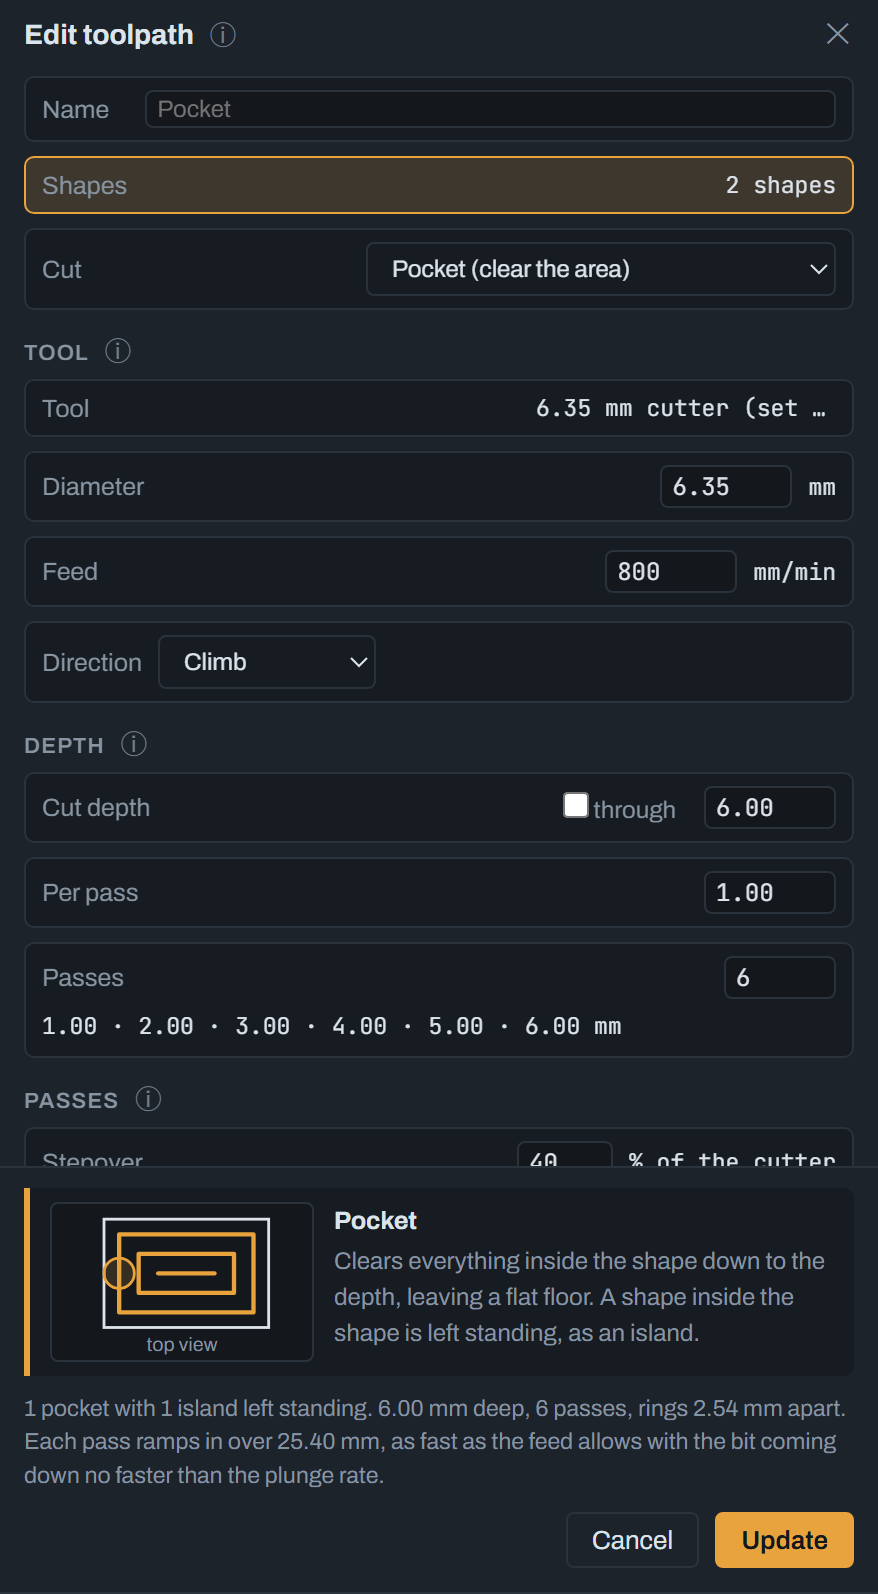 Edit toolpath
Name Pocket
Shapes 2 shapes
Cut Pocket (clear the area)
TOOL
Tool 6.35 mm cutter (set …
Diameter 6.35 mm
Feed 800 mm/min
Direction Climb
DEPTH
Cut depth through 6.00
Per pass 1.00
Passes 6
1.00 · 2.00 · 3.00 · 4.00 · 5.00 · 6.00 mm
PASSES
Stepover 40 % of the cutter
Pocket
Clears everything inside the shape down to the
depth, leaving a flat floor. A shape inside the
shape is left standing, as an island.
top view
1 pocket with 1 island left standing. 6.00 mm deep, 6 passes, rings 2.54 mm apart.
Each pass ramps in over 25.40 mm, as fast as the feed allows with the bit coming
down no faster than the plunge rate.
Cancel Update